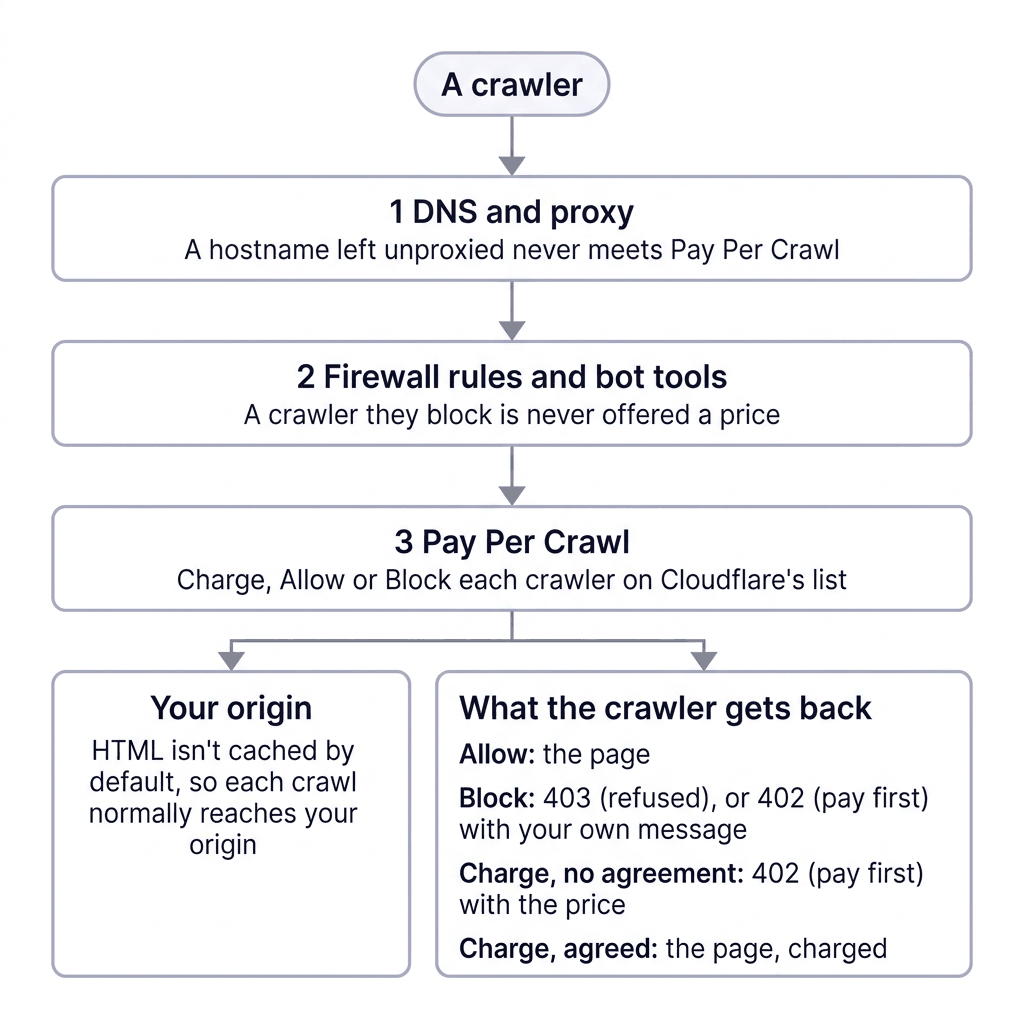 A crawler
1 DNS and proxy
A hostname left unproxied never meets Pay Per Crawl
2 Firewall rules and bot tools
A crawler they block is never offered a price
3 Pay Per Crawl
Charge, Allow or Block each crawler on Cloudflare's list
Your origin
HTML isn't cached by
default, so each crawl
normally reaches your
origin
What the crawler gets back
Allow: the page
Block: 403 (refused), or 402 (pay first)
with your own message
Charge, no agreement: 402 (pay first)
with the price
Charge, agreed: the page, charged